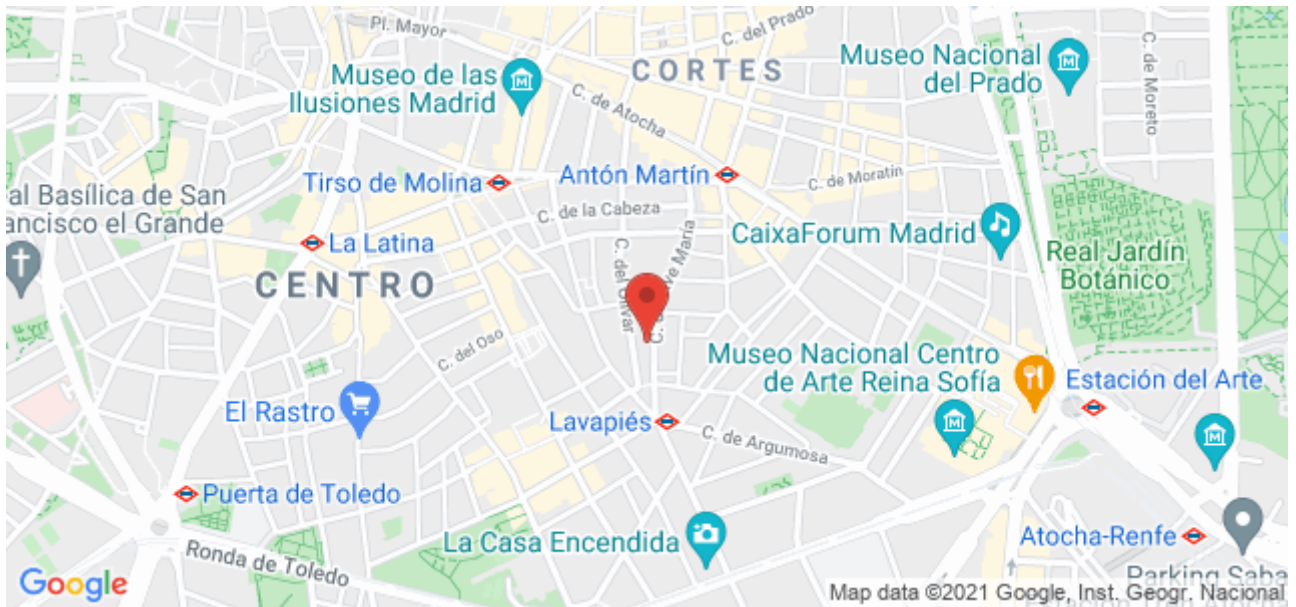 Pl. Mayor
C. del Prado
Museo de las
Ilusiones Madrid
CORTES
Museo Nacional
del Prado
C. de Moreto
C. de Atocha
Tirso de Molina
Antón Martín
C. de Moratín
al Basílica de San
ancisco el Grande
C. de la Cabeza
La Latina
CaixaForum Madrid
Real Jardín
Botánico
CENTRO
C. del Olivar
C.
ve María
C. del Oso
Museo Nacional Centro
de Arte Reina Sofía
Estación del Arte
El Rastro
Lavapiés
C. de Argumosa
Puerta de Toledo
La Casa Encendida
Atocha-Renfe
Ronda de Toledo
Parking Saba
Google
Map data ©2021 Google, Inst. Geogr. Nacional